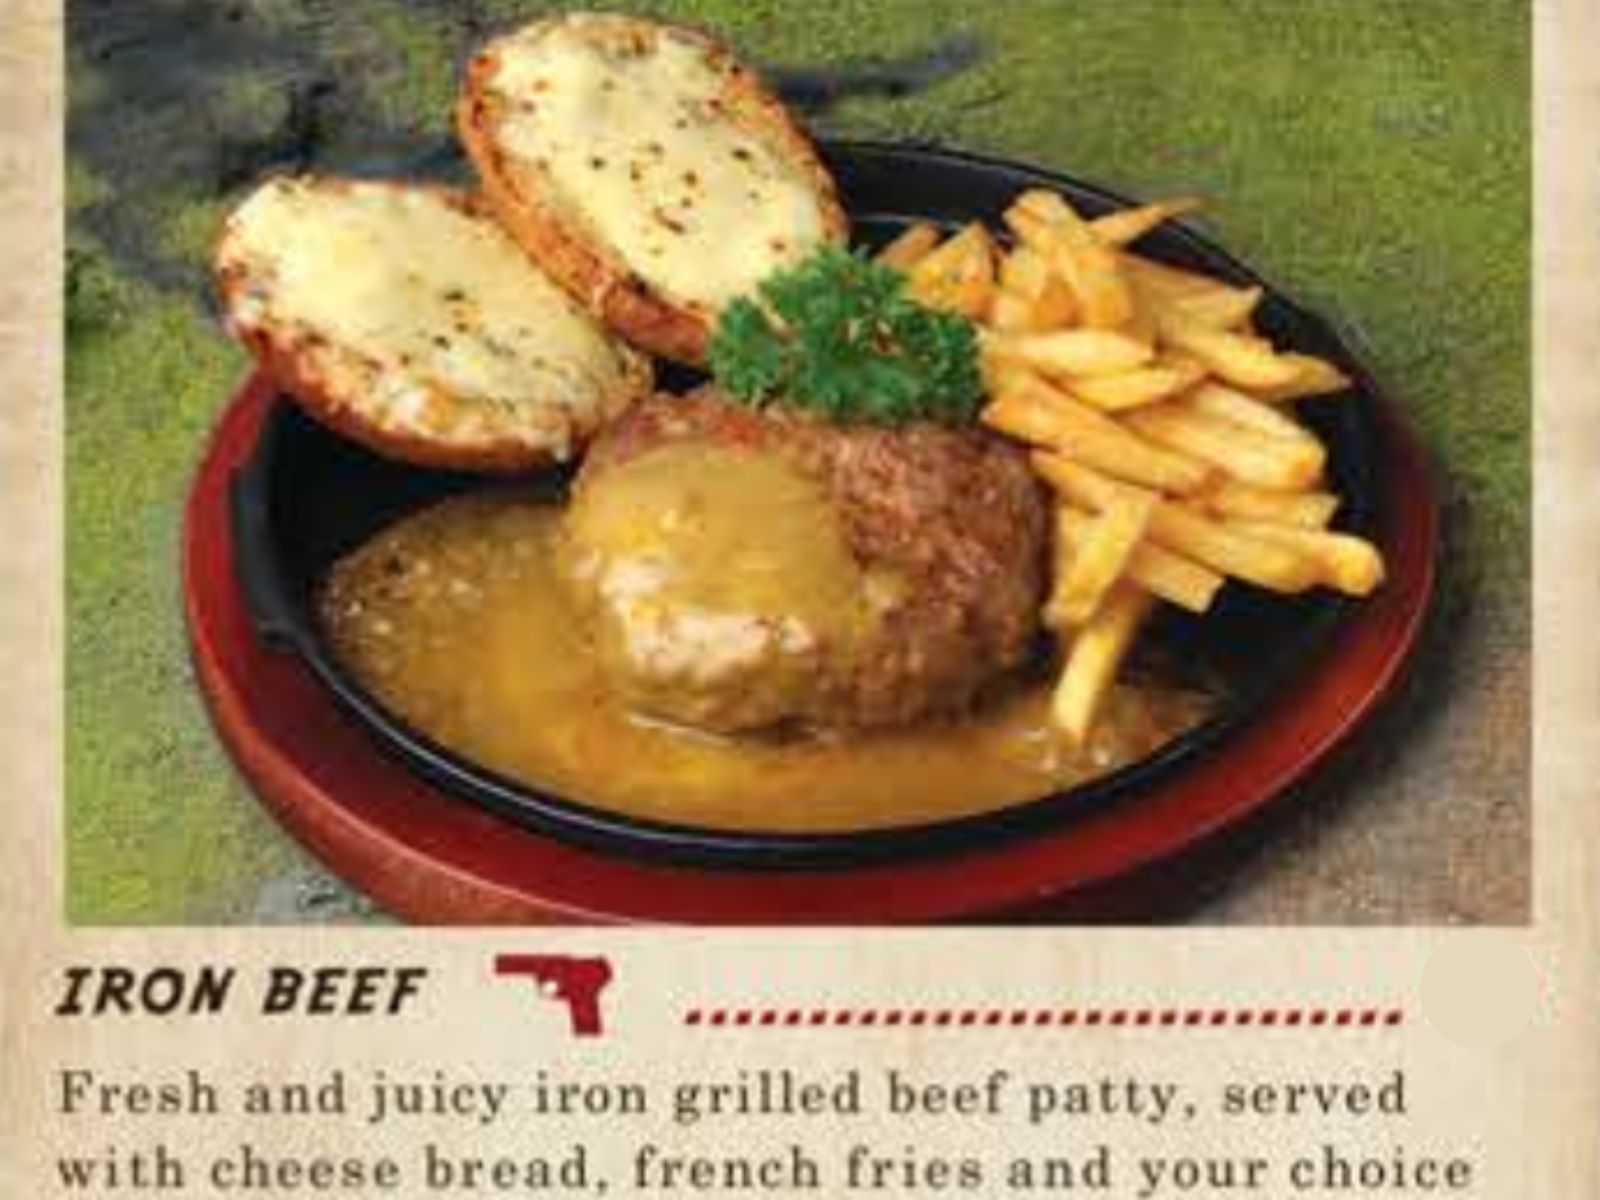 IRON BEEF
Fresh and juicy iron grilled beef patty, served
with cheese bread, french fries and your choice